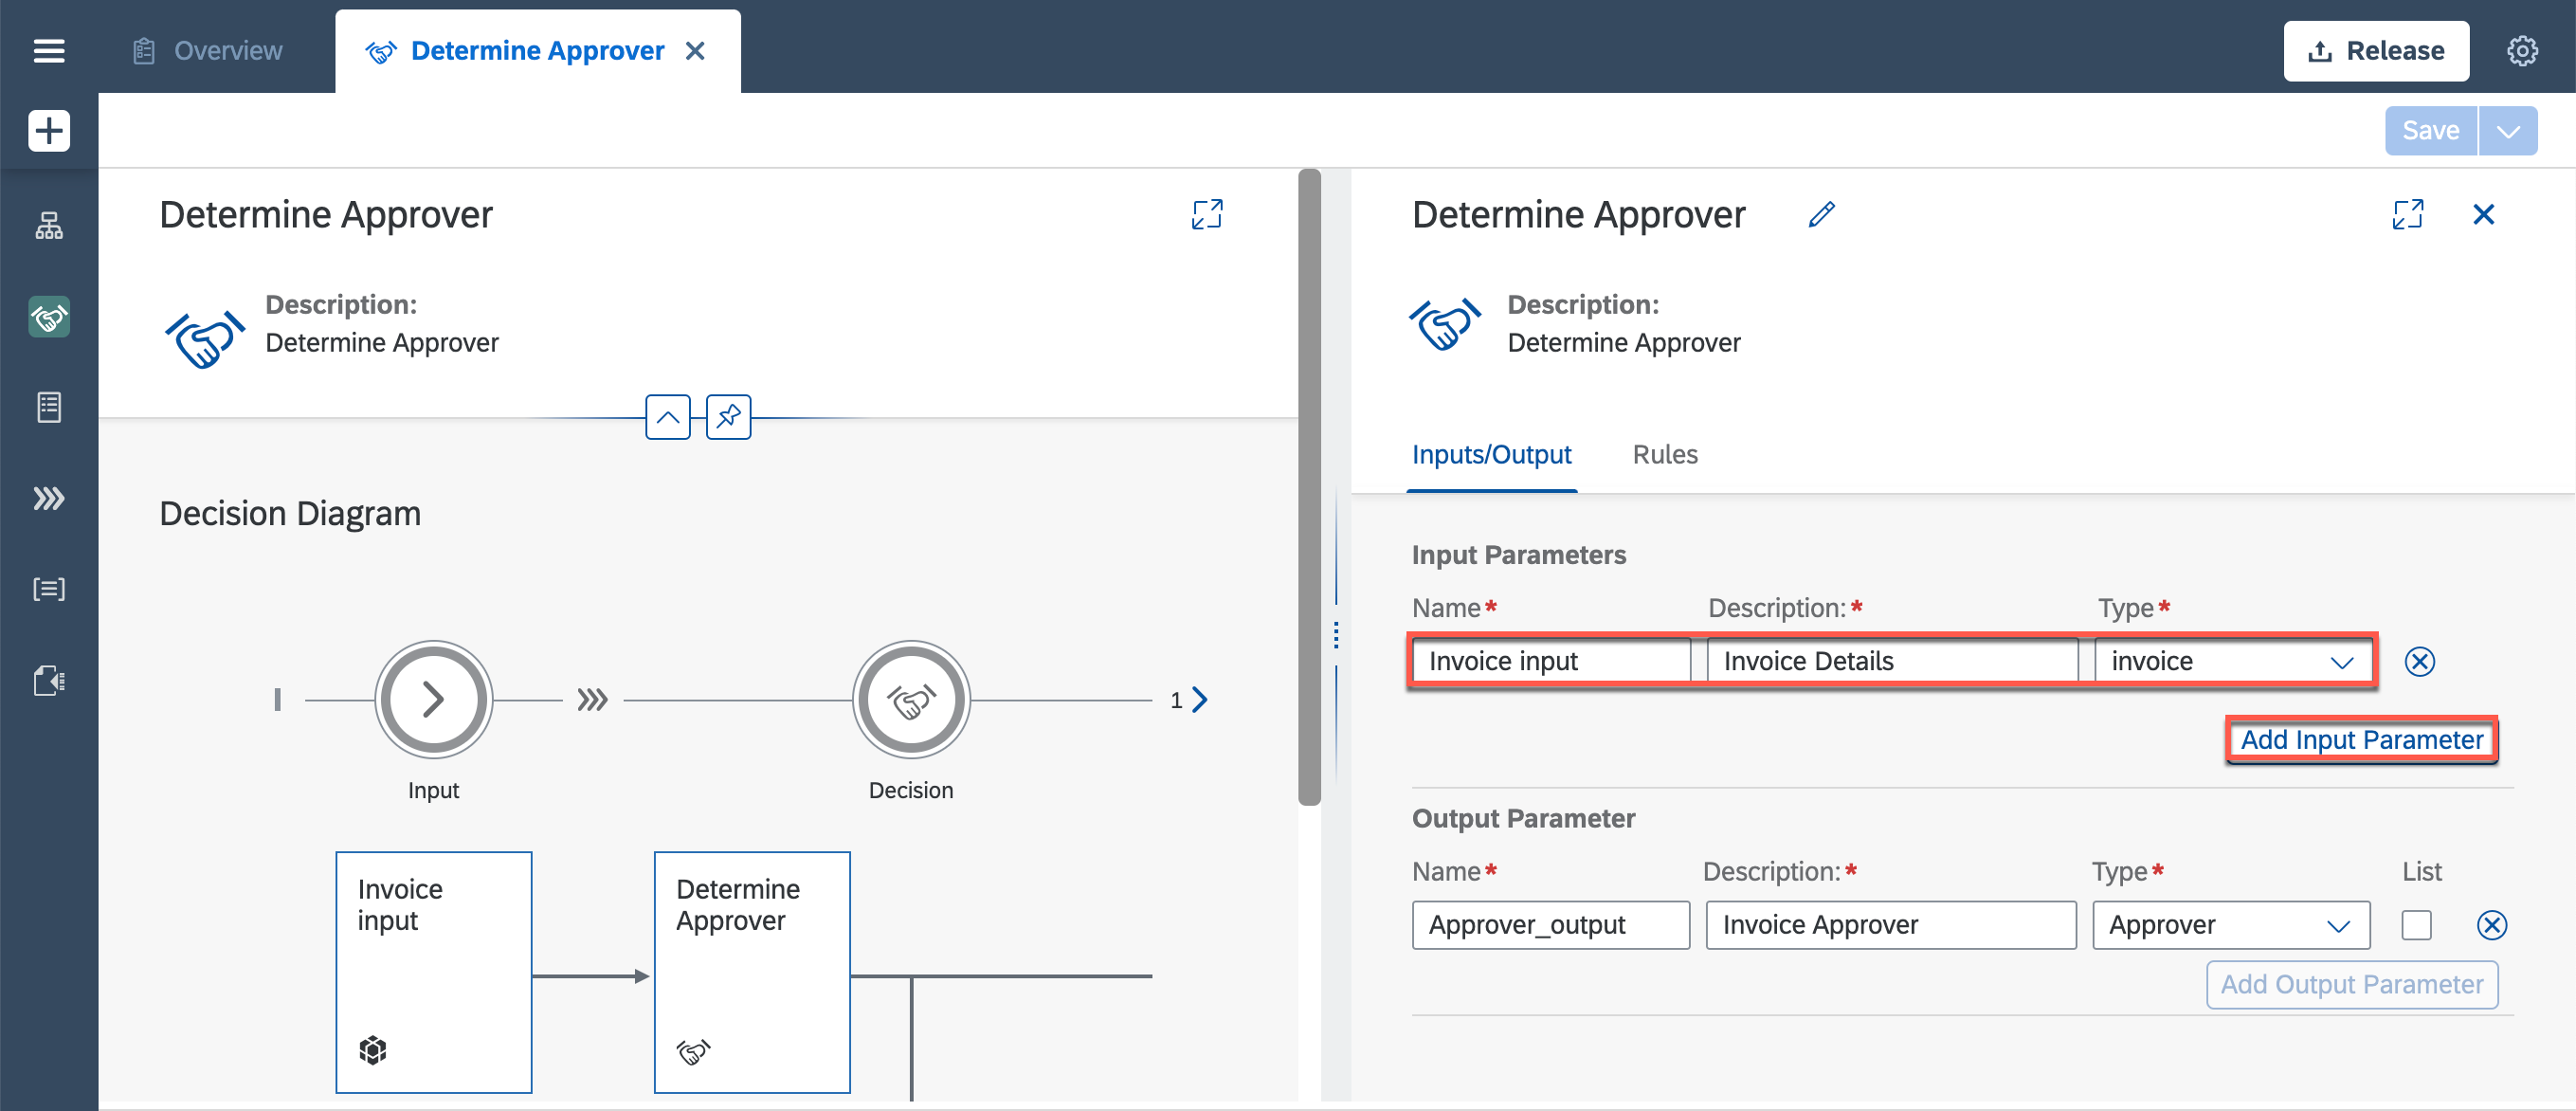 Overview
Determine Approver
Release
Save
Determine Approver
Description:
Determine Approver
Decision Diagram
1
Input
Decision
Invoice
input
Determine
Approver
Determine Approver
Description:
Determine Approver
Inputs/Output Rules
Input Parameters
Name* Description:* Type*
Invoice input Invoice Details invoice
Add Input Parameter
Output Parameter
Name* Description:* Type* List
Approver_output Invoice Approver Approver
Add Output Parameter